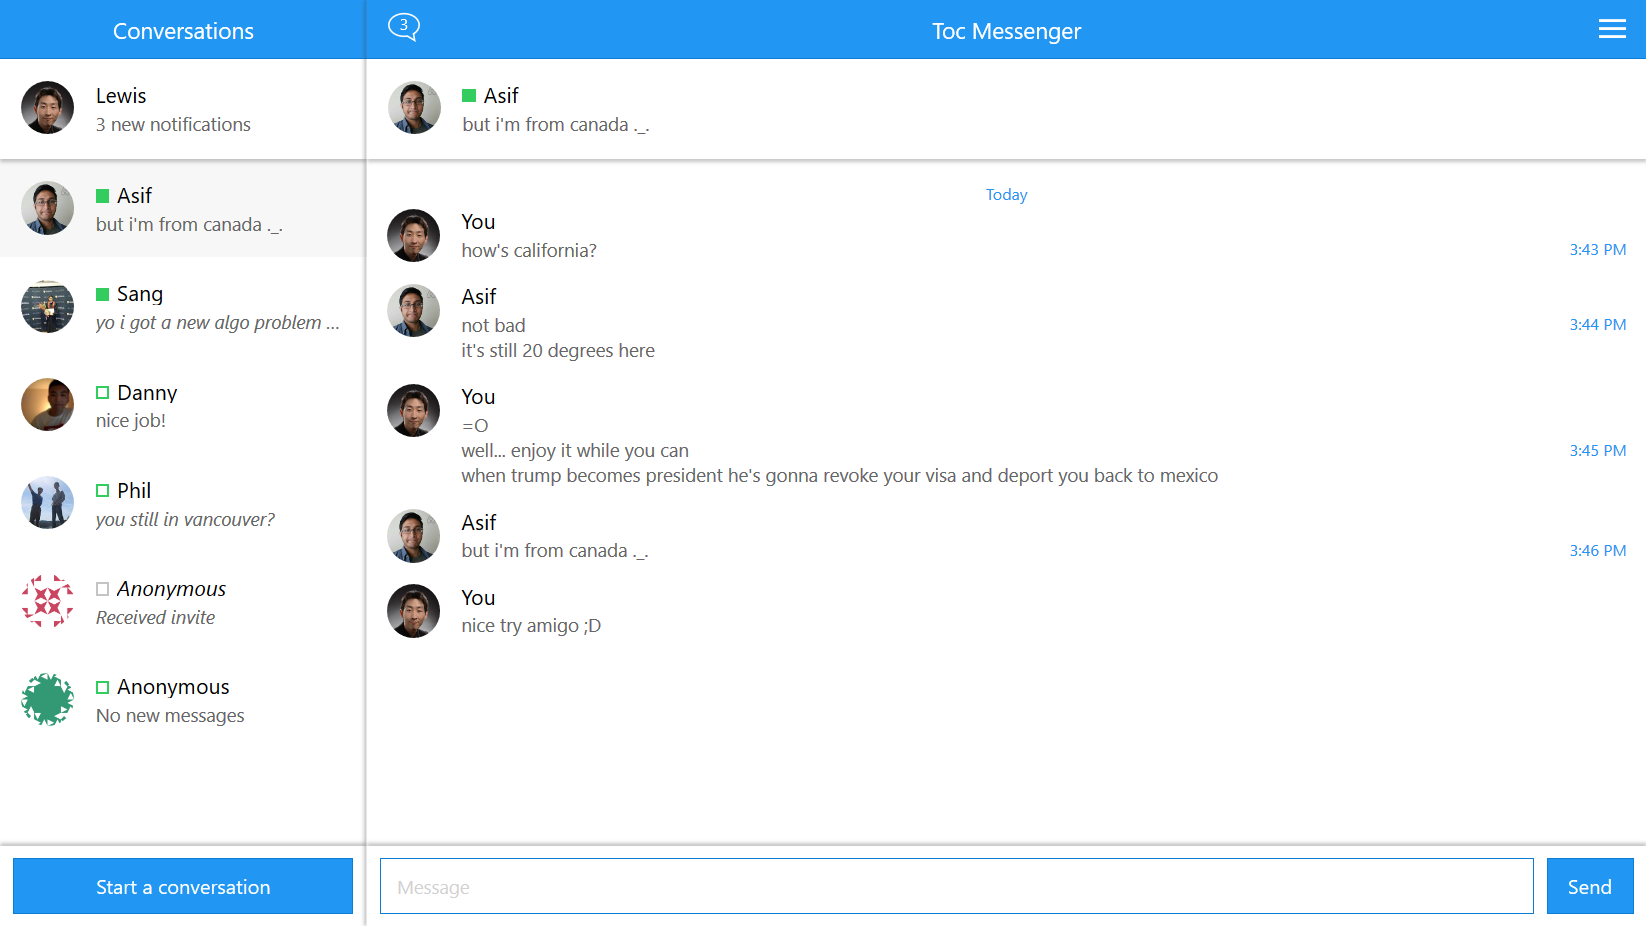 Conversations
3
Toc Messenger
Lewis
3 new notifications
Asif
but i'm from canada ._.
Sang
yo i got a new algo problem ...
Danny
nice job!
Phil
you still in vancouver?
Anonymous
Received invite
Anonymous
No new messages
Start a conversation
Asif
but i'm from canada ._.
Today
You
how's california? 3:43 PM
Asif
not bad 3:44 PM
it's still 20 degrees here
You
=O
well... enjoy it while you can 3:45 PM
when trump becomes president he's gonna revoke your visa and deport you back to mexico
Asif
but i'm from canada ._. 3:46 PM
You
nice try amigo ;D
Message
Send